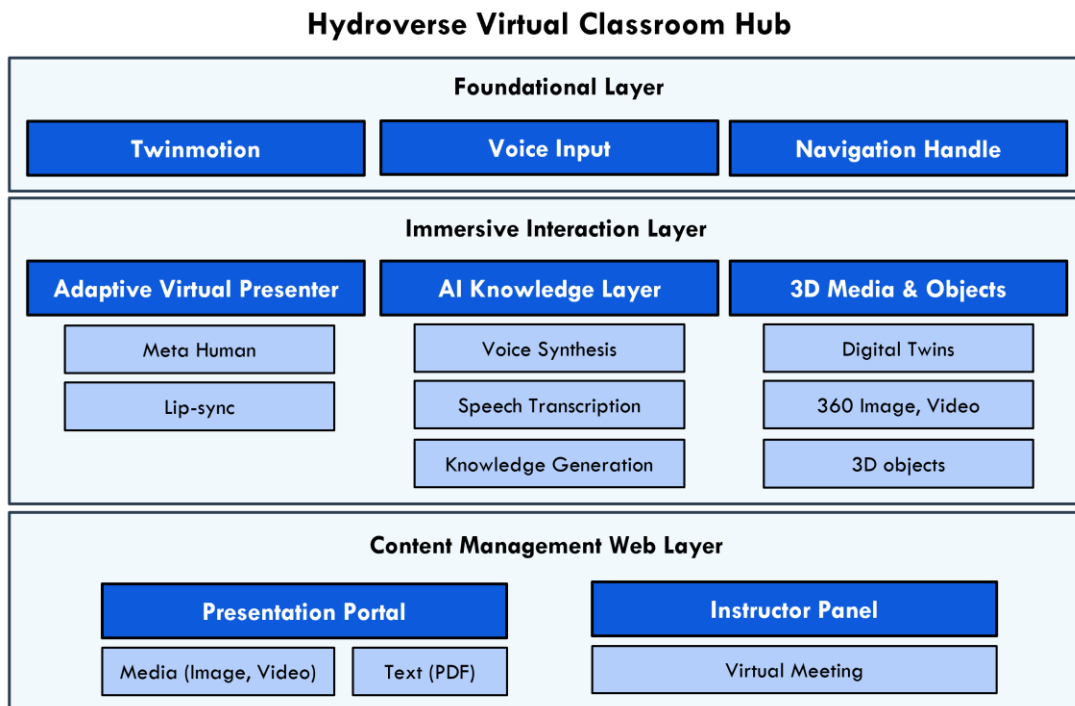 Hydroverse Virtual Classroom Hub
Foundational Layer
Twinmotion
Voice Input
Navigation Handle
Immersive Interaction Layer
Adaptive Virtual Presenter
AI Knowledge Layer
3D Media & Objects
Meta Human
Voice Synthesis
Digital Twins
Lip-sync
Speech Transcription
360 Image, Video
Knowledge Generation
3D objects
Content Management Web Layer
Presentation Portal
Instructor Panel
Media (Image, Video)
Text (PDF)
Virtual Meeting